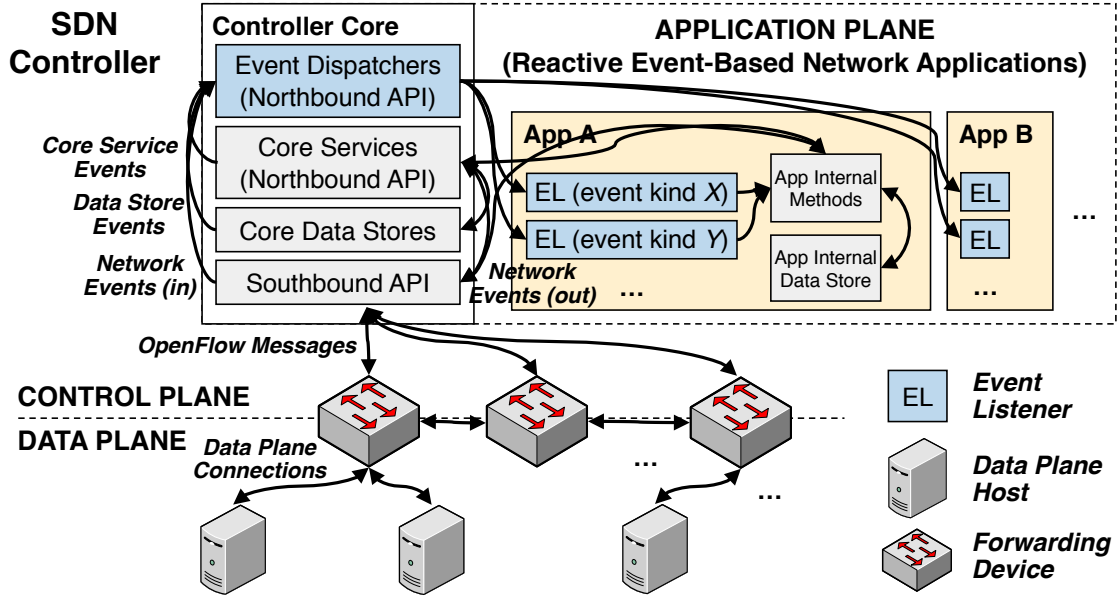 SDN
Controller
Controller Core
Event Dispatchers
(Northbound API)
Core Services
(Northbound API)
Core Data Stores
Southbound API
Core Service
Events
Data Store
Events
Network
Events (in)
APPLICATION PLANE
(Reactive Event-Based Network Applications)
App A
EL (event kind X)
EL (event kind Y)
App Internal
Methods
App Internal
Data Store
...
Network
Events (out)
App B
EL
EL
...
...
OpenFlow Messages
CONTROL PLANE
DATA PLANE
Data Plane
Connections
...
...
EL
Event
Listener
Data Plane
Host
Forwarding
Device